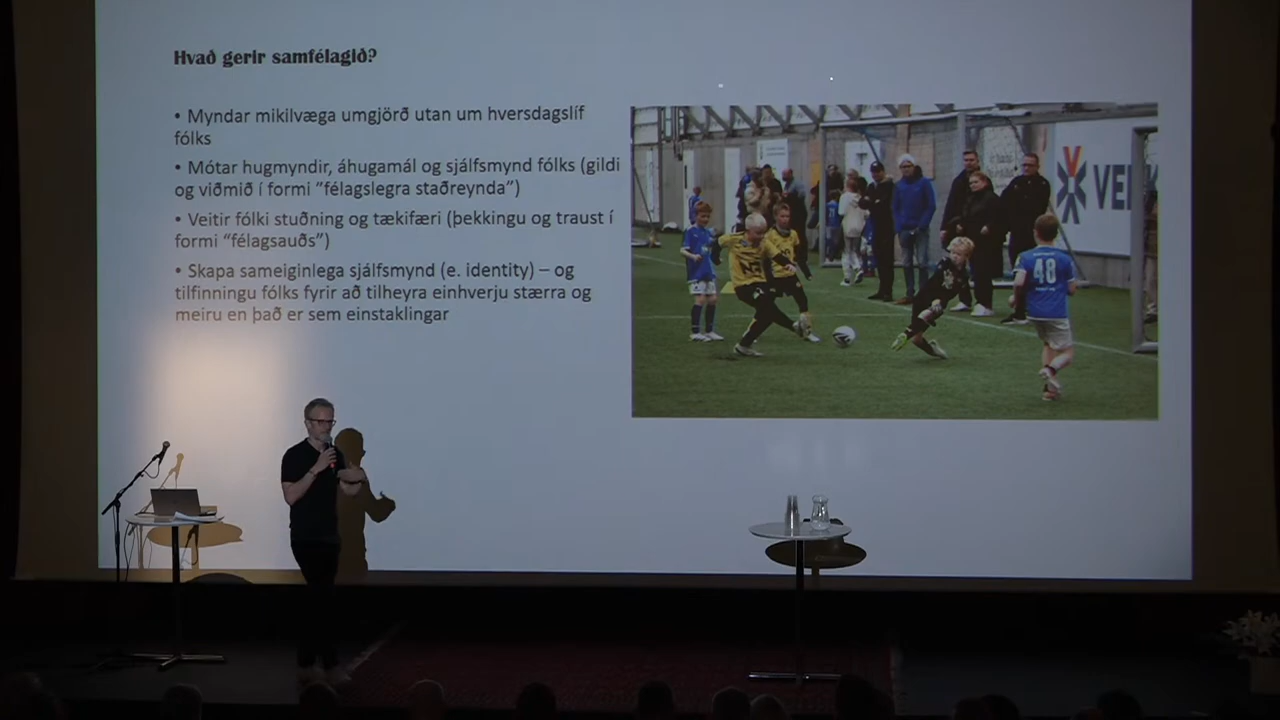 Hvað gerir samfélagið?
• Myndar mikilvæga umgjörð utan um hversdagslíf
fólks
• Mótar hugmyndir, áhugamál og sjálfsmynd fólks (gildi
og viðmið í formi “félagslegra staðreynda”)
• Veitir fólki stuðning og tækifæri (þekkingu og traust í
formi “félagsauðs”)
• Skapa sameiginlega sjálfsmynd (e. identity) – og
tilfinningu fólks fyrir að tilheyra einhverju stærra og
meiru en það er sem einstaklingar
48